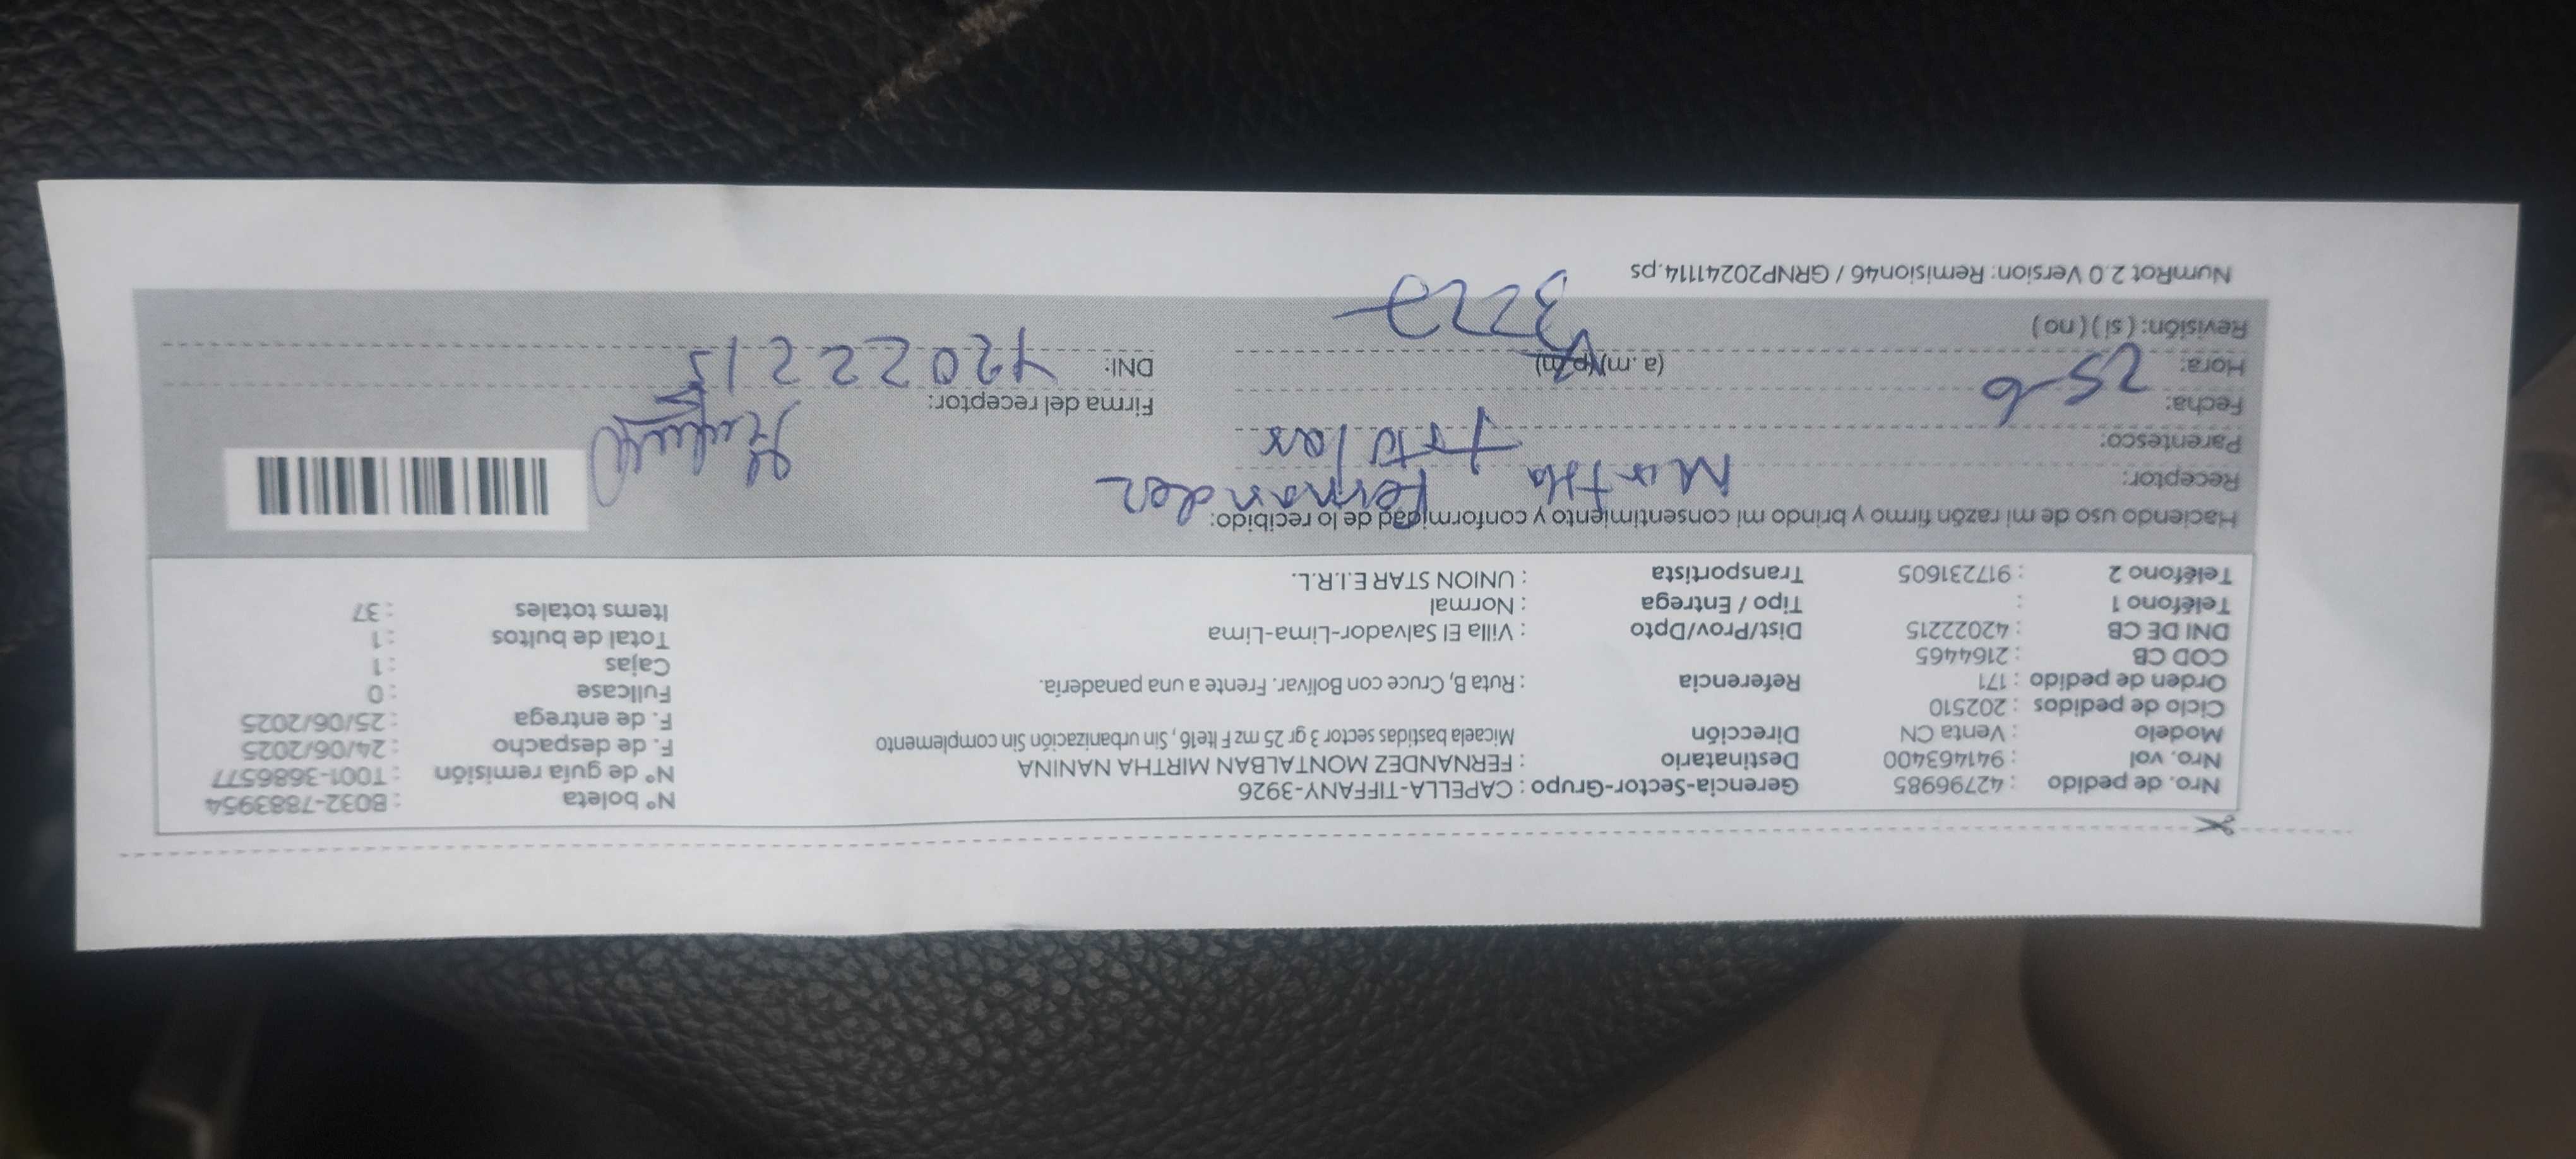 Nro. de pedido : 42796985 Gerencia-Sector-Grupo : CAPELLA-TIFFANY-3926 N° boleta : B032-7883954
Nro. vol : 941463400 Destinatario : FERNANDEZ MONTALBAN MIRTHA NANINA N° de guía remisión : T001-3686577
Modelo : Venta CN Dirección Micaela bastidas sector 3 gr 25 mz F lte16, Sin urbanización Sin complemento F. de despacho : 24/06/2025
Ciclo de pedidos : 202510 F. de entrega : 25/06/2025
Orden de pedido : 171 Referencia : Ruta B, Cruce con Bolívar. Frente a una panadería. Fullcase : 0
COD CB : 2164465 Cajas : 1
DNI DE CB : 42022215 Dist/Prov/Dpto : Villa El Salvador-Lima-Lima Total de bultos : 1
Teléfono 1 : Tipo / Entrega : Normal Items totales : 37
Teléfono 2 : 917231605 Transportista : UNION STAR E.I.R.L.
Haciendo uso de mi razón firmo y brindo mi consentimiento y conformidad de lo recibido:
Receptor: Mirtha Fernandez
Parentesco: titular
Fecha: 25-6 Firma del receptor:
Hora: (a. m) (p. m) DNI: 42022215
Revisión: ( si ) ( no )
NumRot 2.0 Version: Remision46 / GRNP20241114.ps